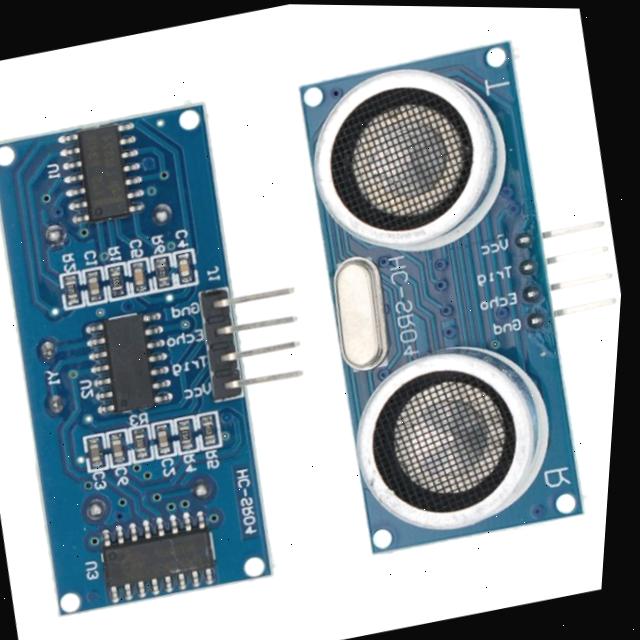 U1
R2
C1
R1
C5
R6
C4
J1
Gnd
Echo
Trig
Vcc
Y1
U2
R3
C3
C6
C2
R4
R5
HC-SR04
U3
T
Vcc
Trig
Echo
Gnd
HC-SR04
R